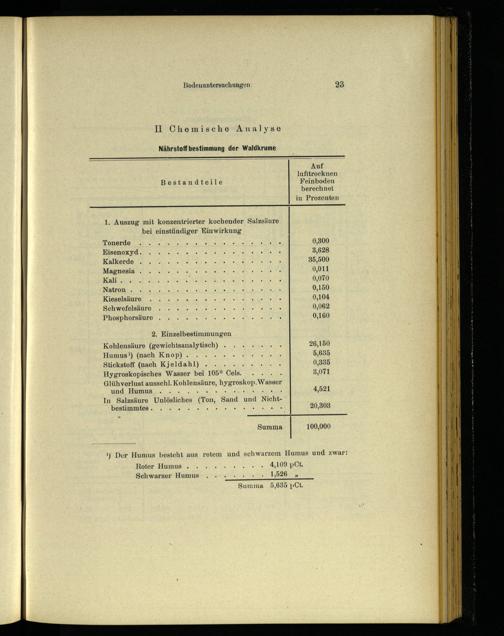 Bodenuntersuchungen 23
II Chemische Analyse
Nährstoffbestimmung der Waldkrume
Bestandteile
Auf
lufttrocknen
Feinboden
berechnet
in Prozenten
1. Auszug mit konzentrierter kochender Salzsäure
bei einstündiger Einwirkung
Tonerde . . . . . . . . . . . . . . . 0,300
Eisenoxyd . . . . . . . . . . . . . . 3,628
Kalkerde . . . . . . . . . . . . . . 35,500
Magnesia . . . . . . . . . . . . . . 0,011
Kali . . . . . . . . . . . . . . . . 0,070
Natron . . . . . . . . . . . . . . . 0,150
Kieselsäure . . . . . . . . . . . . . 0,104
Schwefelsäure . . . . . . . . . . . . 0,062
Phosphorsäure . . . . . . . . . . . . 0,160
2. Einzelbestimmungen
Kohlensäure (gewichtsanalytisch) . . . . . . 26,150
Humus¹) (nach Knop) . . . . . . . . . 5,635
Stickstoff (nach Kjeldahl) . . . . . . . . 0,335
Hygroskopisches Wasser bei 105° Cels. . . . . 3,071
Glühverlust ausschl. Kohlensäure, hygroskop. Wasser
und Humus . . . . . . . . . . . . 4,521
In Salzsäure Unlösliches (Ton, Sand und Nicht-
bestimmtes . . . . . . . . . . . . . 20,303
Summa 100,000
¹) Der Humus besteht aus rotem und schwarzem Humus und zwar:
Roter Humus . . . . . . . . . 4,109 pCt.
Schwarzer Humus . . . . . . . 1,526 „
Summa 5,635 pCt.